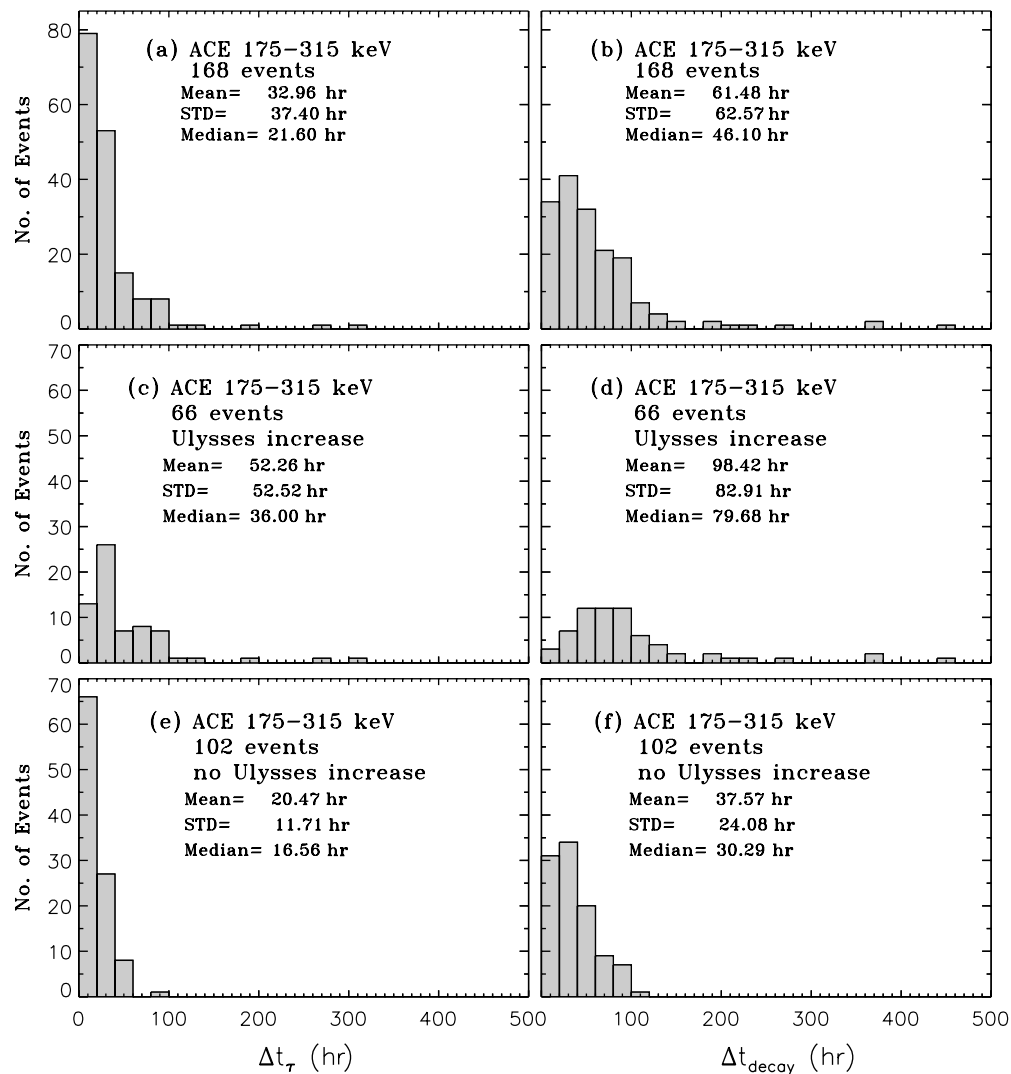 (a) ACE 175-315 keV
168 events
Mean= 32.96 hr
STD= 37.40 hr
Median= 21.60 hr
No. of Events
80
60
40
20
0
(b) ACE 175-315 keV
168 events
Mean= 61.48 hr
STD= 62.57 hr
Median= 46.10 hr
(c) ACE 175-315 keV
66 events
Ulysses increase
Mean= 52.26 hr
STD= 52.52 hr
Median= 36.00 hr
No. of Events
70
60
50
40
30
20
10
0
(d) ACE 175-315 keV
66 events
Ulysses increase
Mean= 98.42 hr
STD= 82.91 hr
Median= 79.68 hr
(e) ACE 175-315 keV
102 events
no Ulysses increase
Mean= 20.47 hr
STD= 11.71 hr
Median= 16.56 hr
No. of Events
70
60
50
40
30
20
10
0
(f) ACE 175-315 keV
102 events
no Ulysses increase
Mean= 37.57 hr
STD= 24.08 hr
Median= 30.29 hr
0 100 200 300 400 500
100 200 300 400 500
Δt_τ (hr)
Δt_decay (hr)